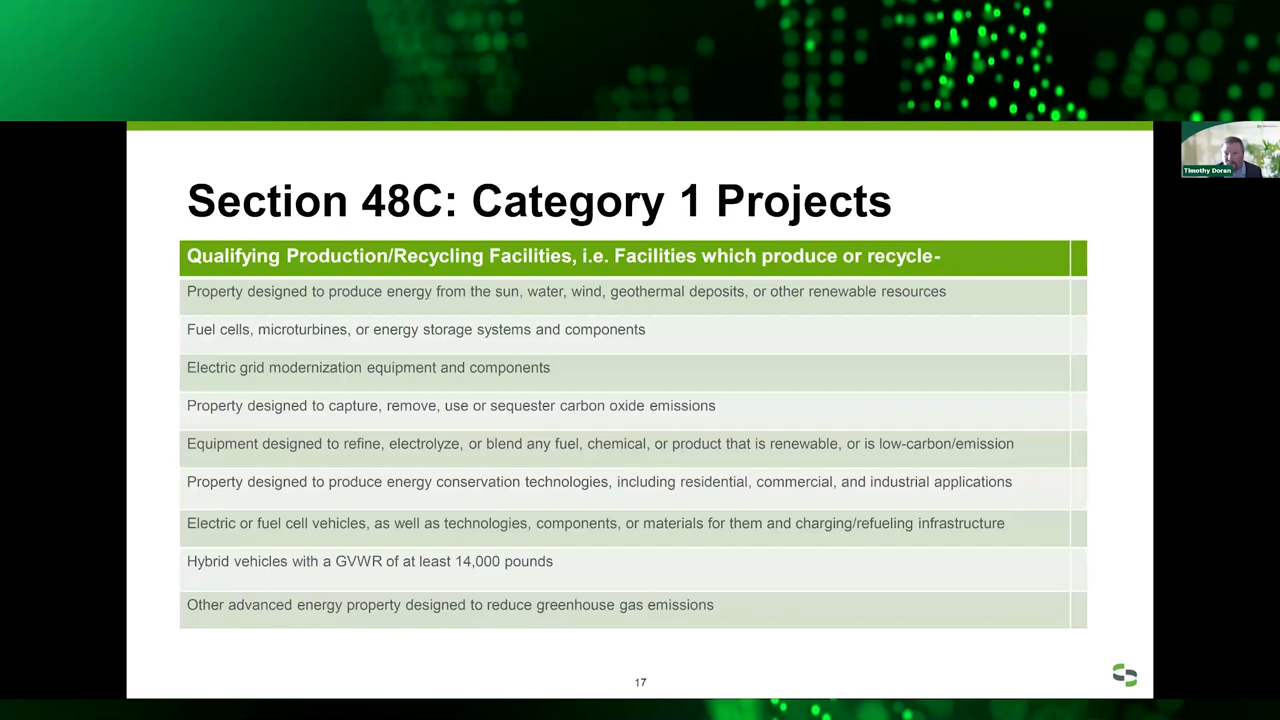 Section 48C: Category 1 Projects
Qualifying Production/Recycling Facilities, i.e. Facilities which produce or recycle-
Property designed to produce energy from the sun, water, wind, geothermal deposits, or other renewable resources
Fuel cells, microturbines, or energy storage systems and components
Electric grid modernization equipment and components
Property designed to capture, remove, use or sequester carbon oxide emissions
Equipment designed to refine, electrolyze, or blend any fuel, chemical, or product that is renewable, or is low-carbon/emission
Property designed to produce energy conservation technologies, including residential, commercial, and industrial applications
Electric or fuel cell vehicles, as well as technologies, components, or materials for them and charging/refueling infrastructure
Hybrid vehicles with a GVWR of at least 14,000 pounds
Other advanced energy property designed to reduce greenhouse gas emissions
17
Timothy Doran